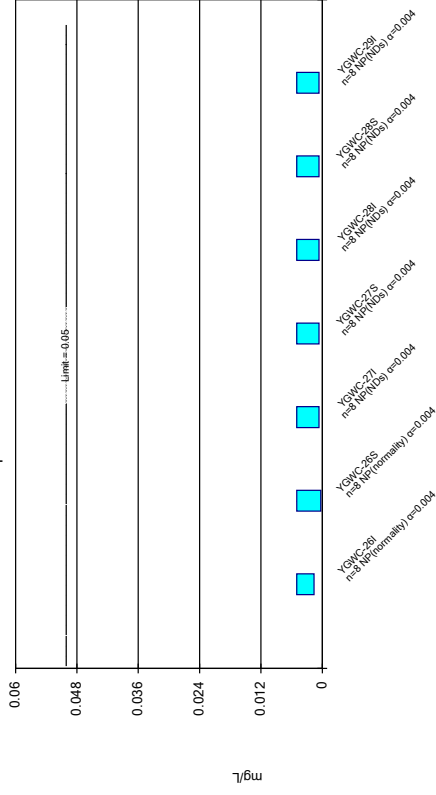 0.06
0.048
0.036
0.024
0.012
0
mg/L
Limit = 0.05
YGWC-26I
n=8 NP(normality) α=0.004
YGWC-26S
n=8 NP(normality) α=0.004
YGWC-27I
n=8 NP(NDs) α=0.004
YGWC-27S
n=8 NP(NDs) α=0.004
YGWC-28I
n=8 NP(NDs) α=0.004
YGWC-28S
n=8 NP(NDs) α=0.004
YGWC-29I
n=8 NP(NDs) α=0.004